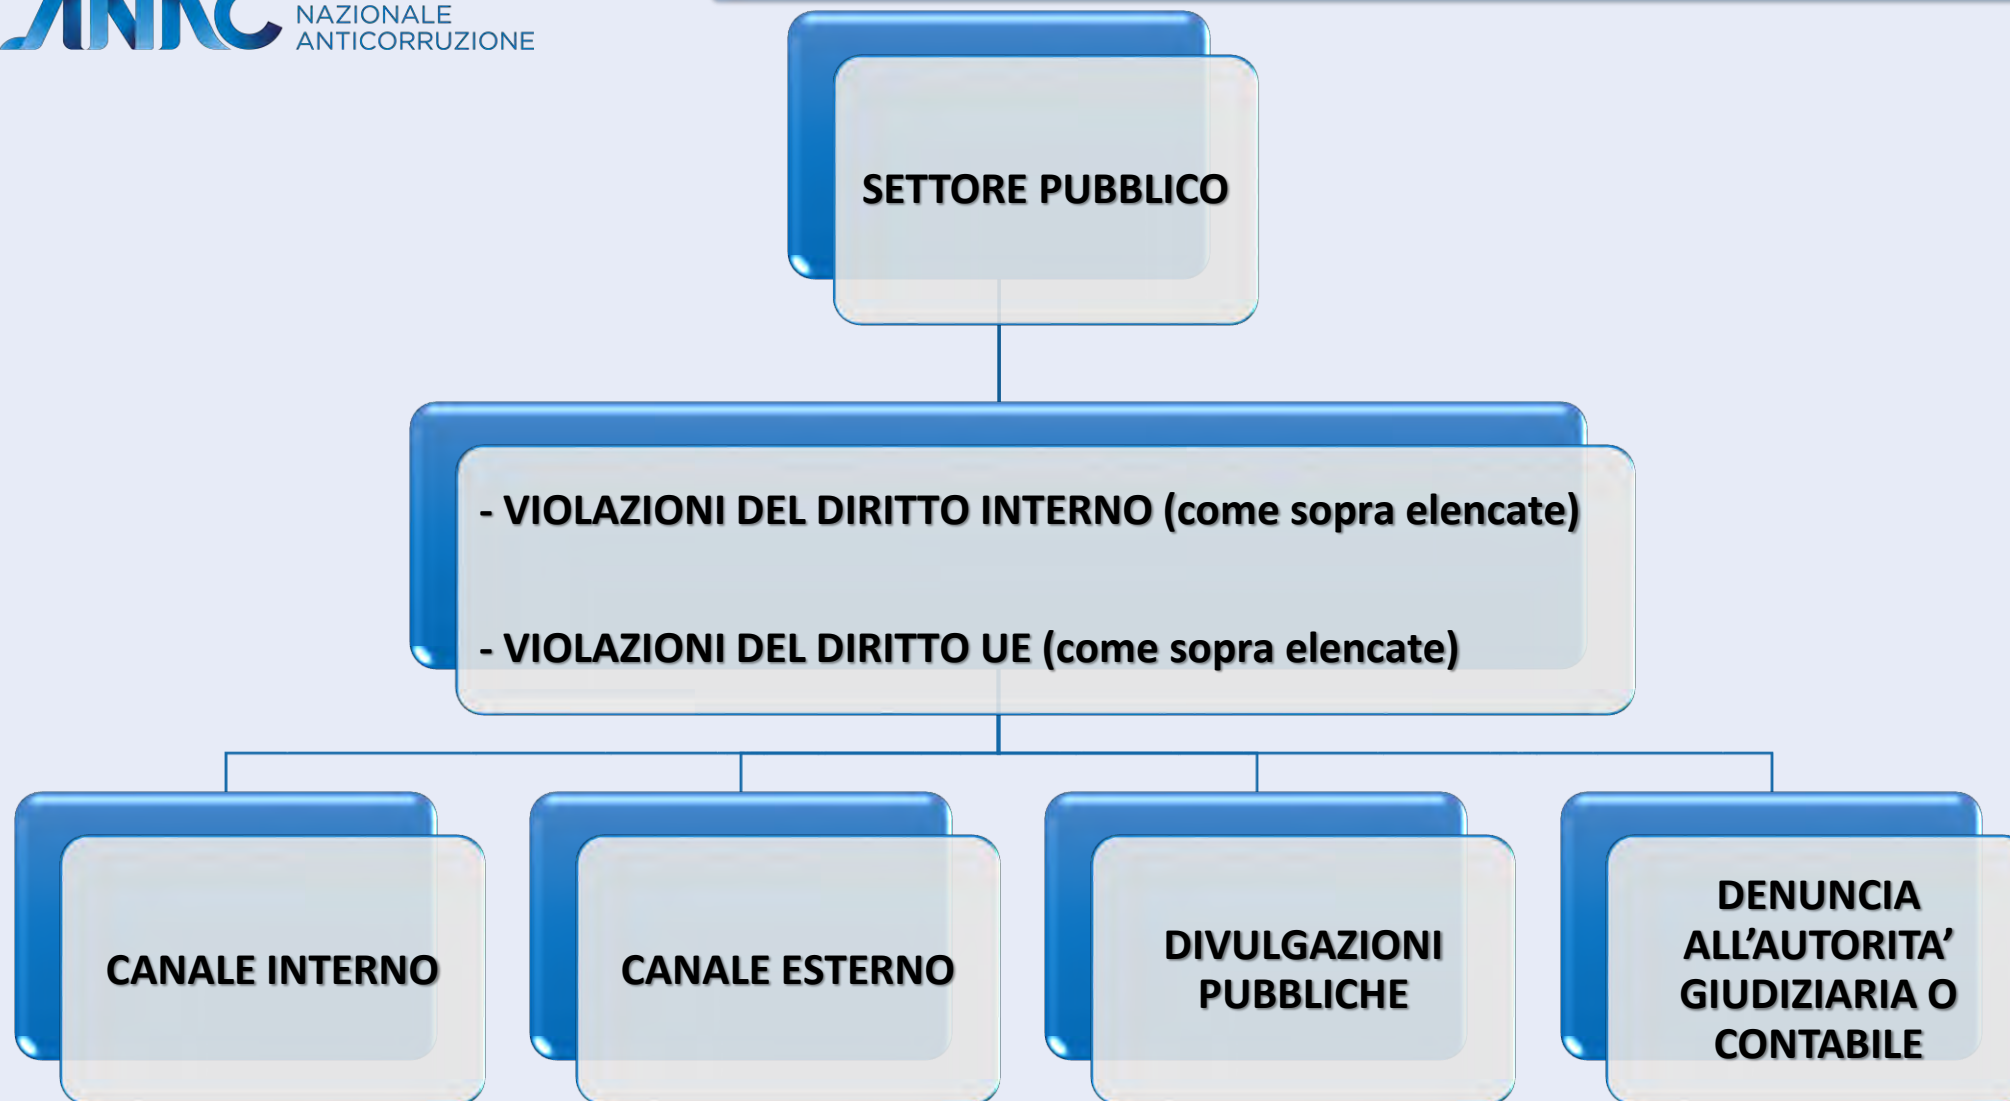 ANAC
NAZIONALE
ANTICORRUZIONE
SETTORE PUBBLICO
- VIOLAZIONI DEL DIRITTO INTERNO (come sopra elencate)
- VIOLAZIONI DEL DIRITTO UE (come sopra elencate)
CANALE INTERNO
CANALE ESTERNO
DIVULGAZIONI
PUBBLICHE
DENUNCIA
ALL’AUTORITA’
GIUDIZIARIA O
CONTABILE